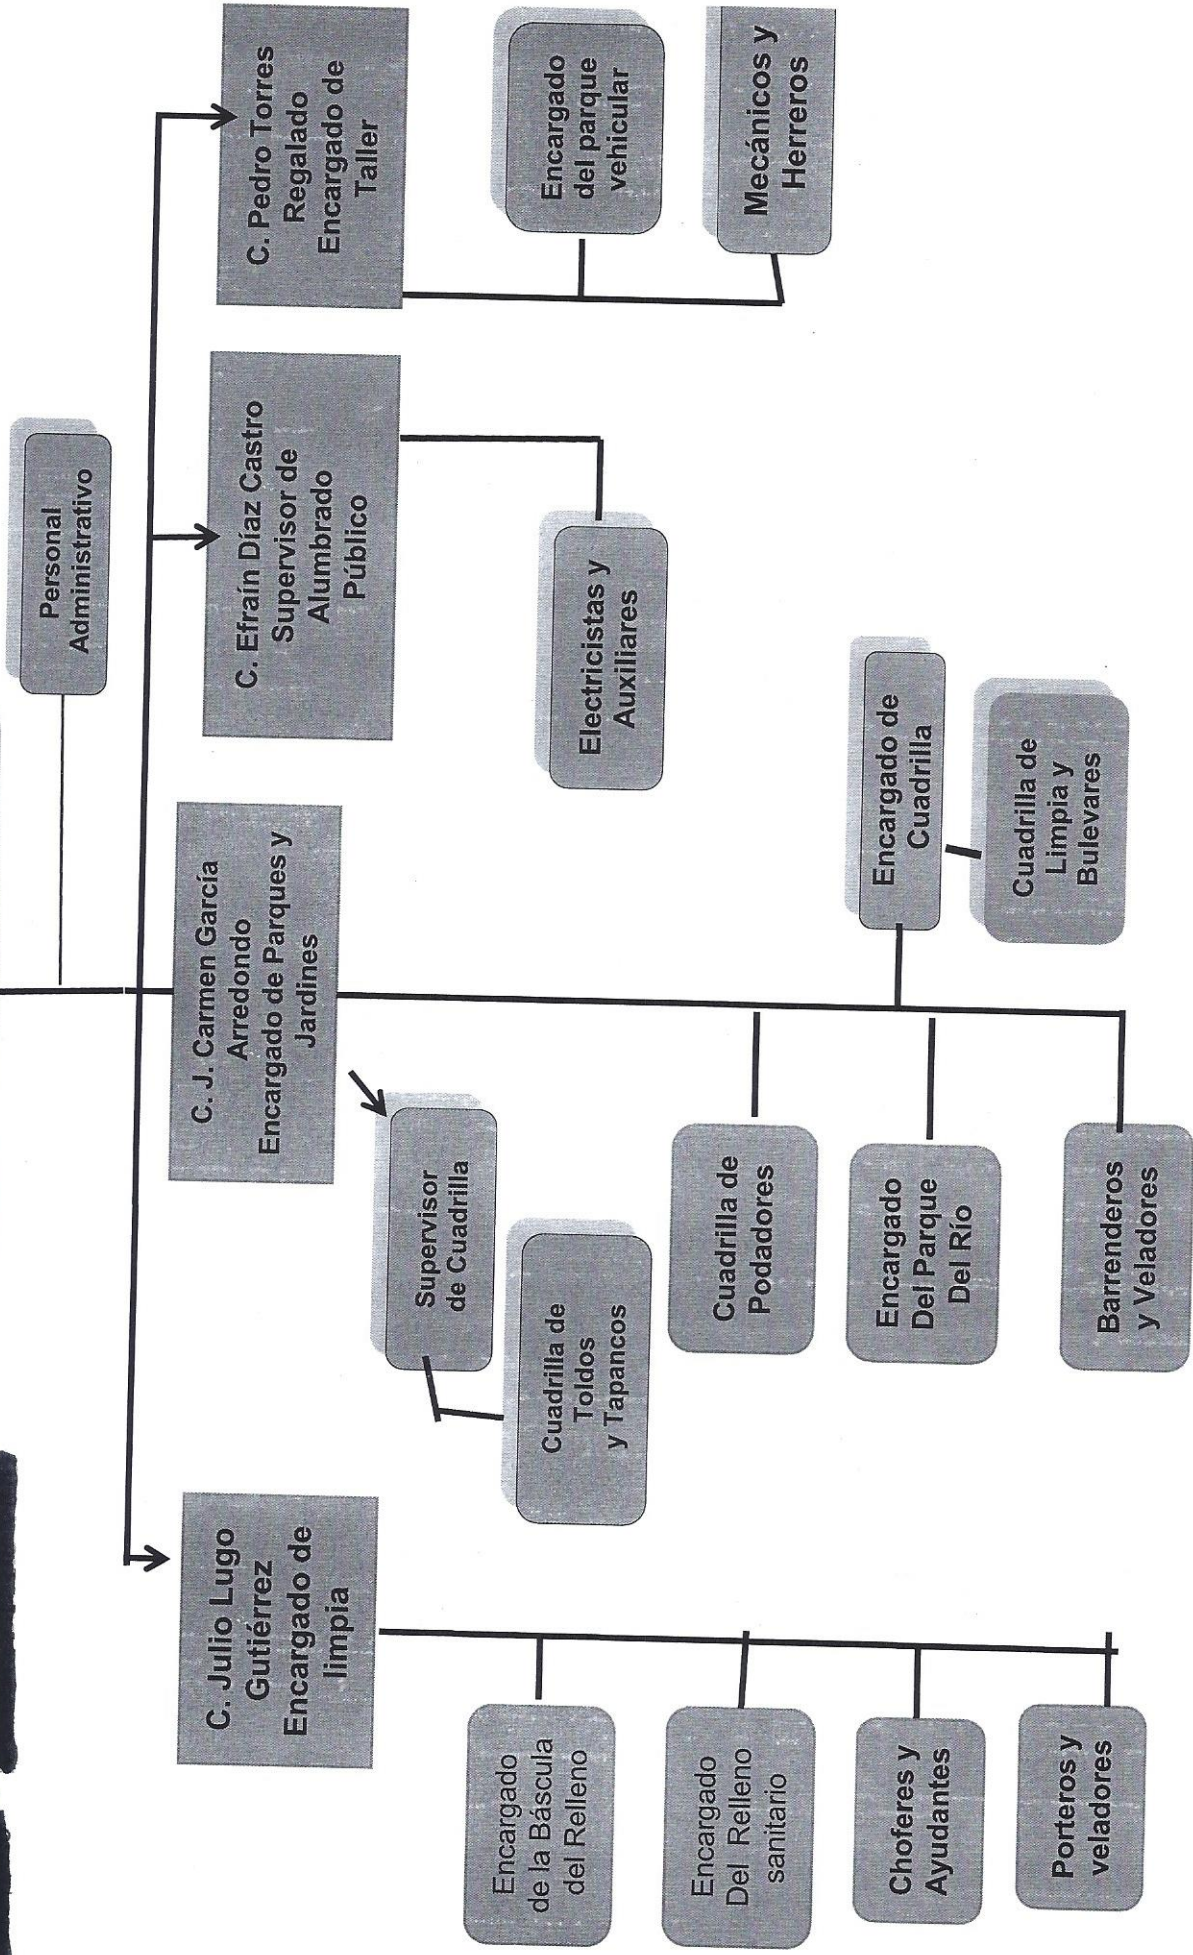 Personal
Administrativo
C. Julio Lugo
Gutiérrez
Encargado de
limpia
C. J. Carmen García
Arredondo
Encargado de Parques y
Jardines
C. Efraín Díaz Castro
Supervisor de
Alumbrado
Público
C. Pedro Torres
Regalado
Encargado de
Taller
Encargado
de la Báscula
del Relleno
Encargado
Del Relleno
sanitario
Choferes y
Ayudantes
Porteros y
veladores
Supervisor
de Cuadrilla
Cuadrilla de
Toldos
y Tapancos
Cuadrilla de
Podadores
Encargado
Del Parque
Del Río
Barrenderos
y Veladores
Encargado de
Cuadrilla
Cuadrilla de
Limpia y
Bulevares
Electricistas y
Auxiliares
Encargado
del parque
vehicular
Mecánicos y
Herreros